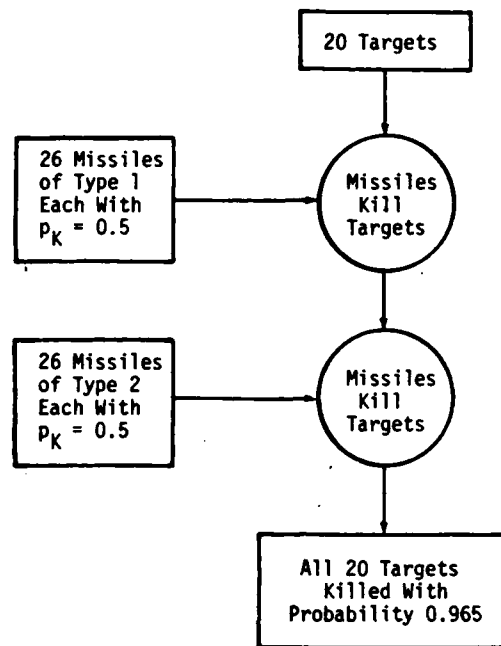 20 Targets
26 Missiles
of Type 1
Each With
pK = 0.5
Missiles
Kill
Targets
26 Missiles
of Type 2
Each With
pK = 0.5
Missiles
Kill
Targets
All 20 Targets
Killed With
Probability 0.965